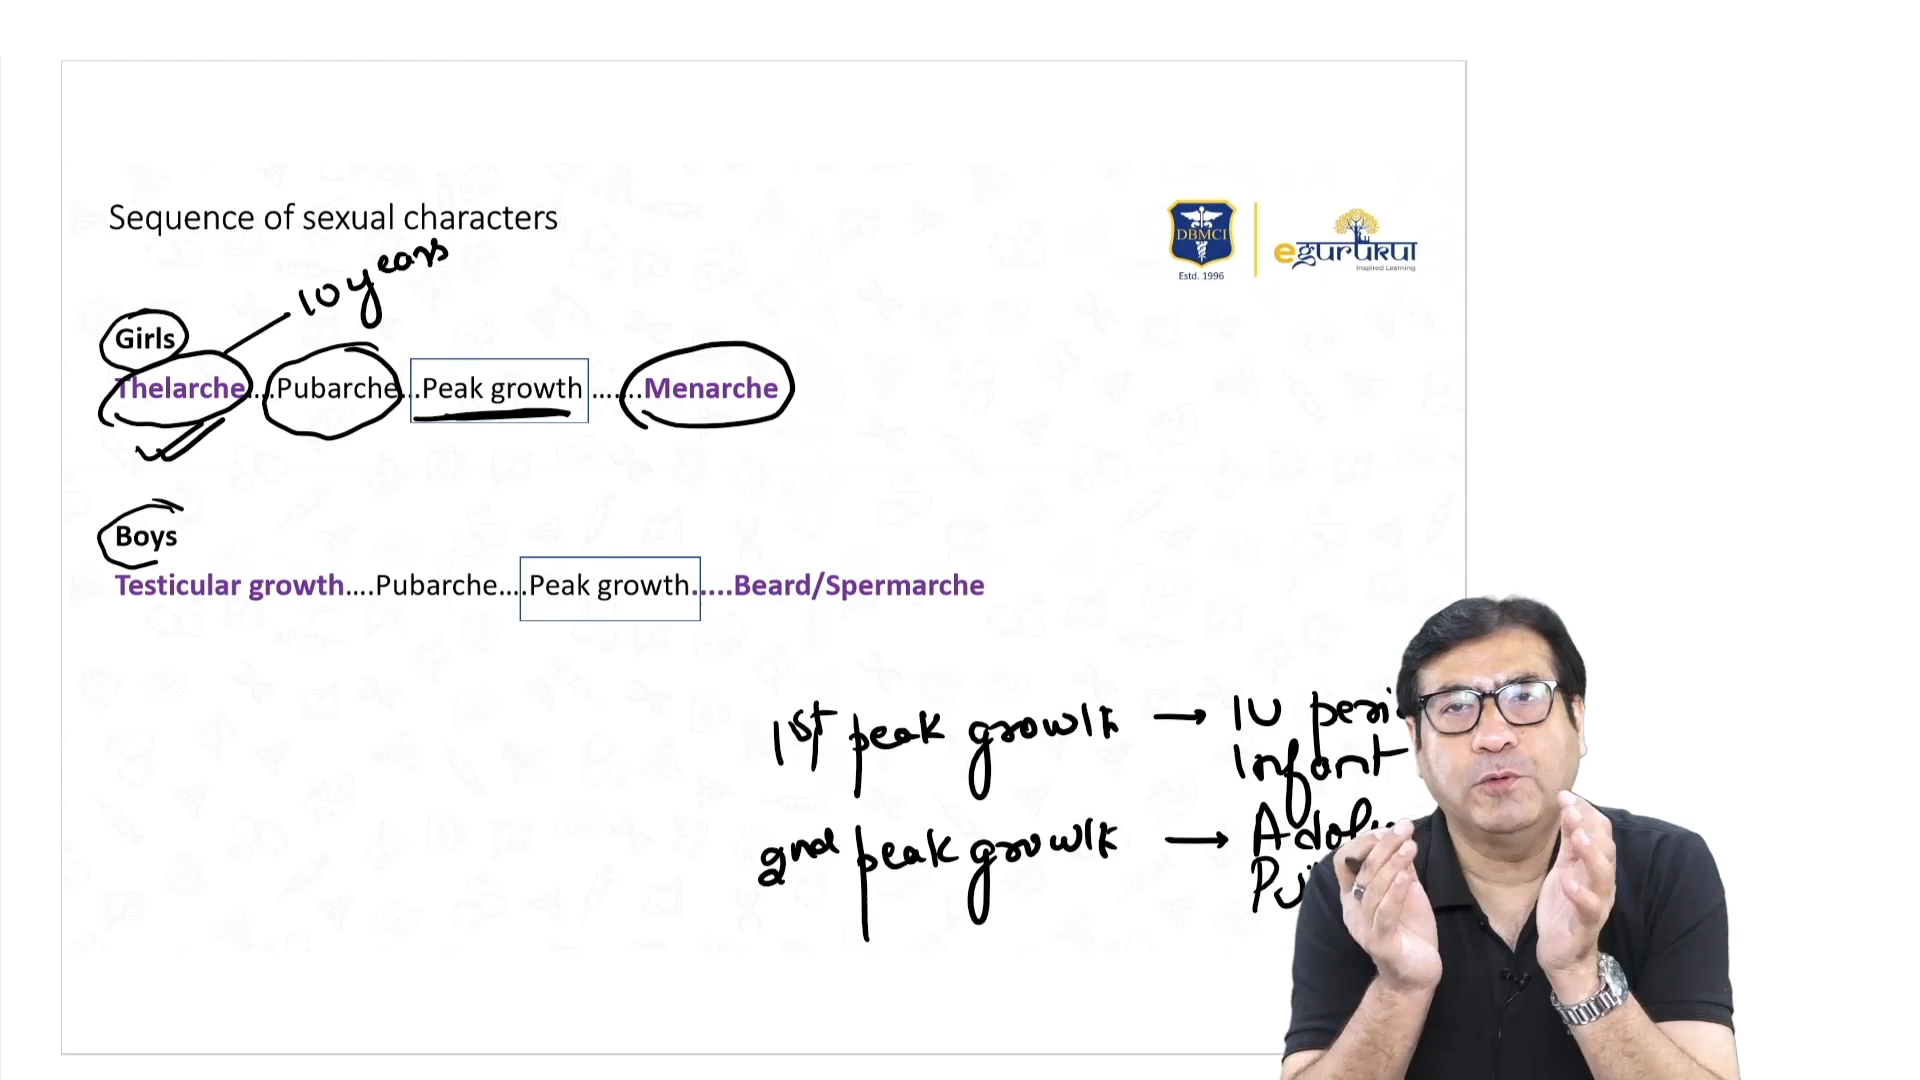 Sequence of sexual characters
DBMCI
Estd. 1996
egurukul
Inspired Learning
10 years
Girls
Thelarche....Pubarche...Peak growth.......Menarche
Boys
Testicular growth....Pubarche....Peak growth.....Beard/Spermarche
1st peak growth → IU
Infant
2nd peak growth →